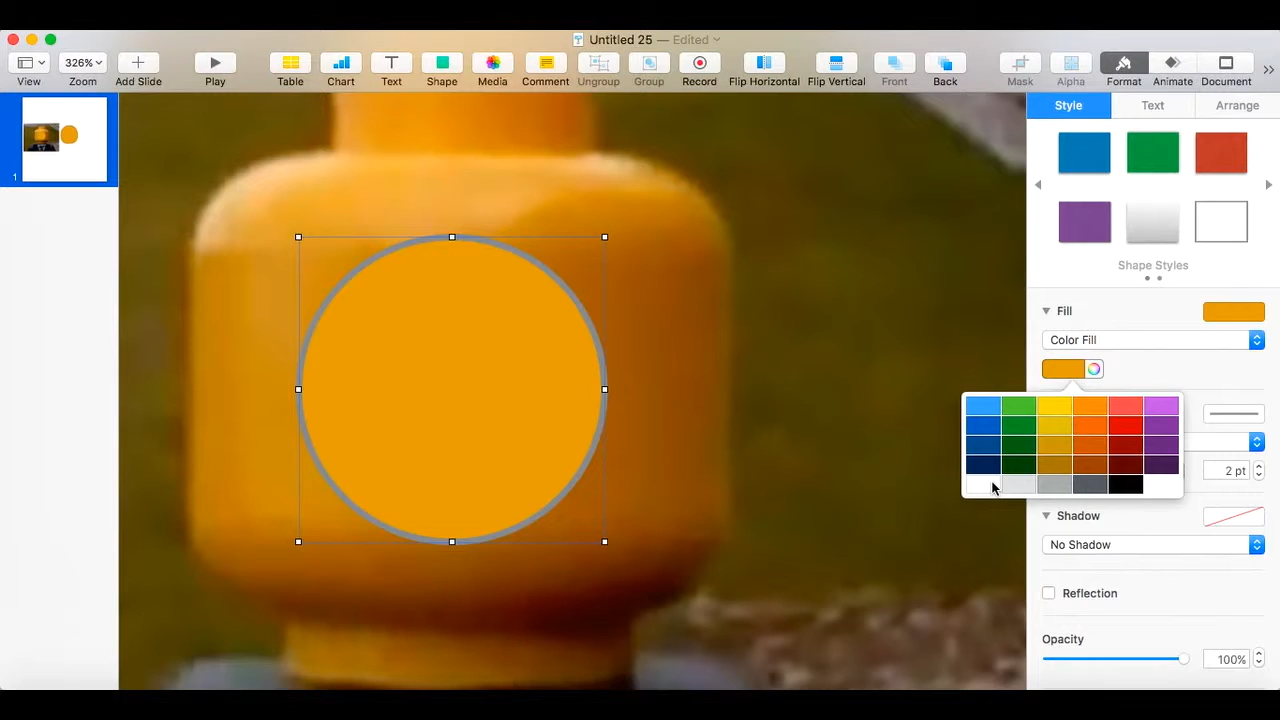 Untitled 25 — Edited
View
326%
Zoom
Add Slide
Play
Table
Chart
Text
Shape
Media
Comment
Ungroup
Group
Record
Flip Horizontal
Flip Vertical
Front
Back
Mask
Alpha
Format
Animate
Document
Style
Text
Arrange
1
Shape Styles
Fill
Color Fill
2 pt
Shadow
No Shadow
Reflection
Opacity
100%